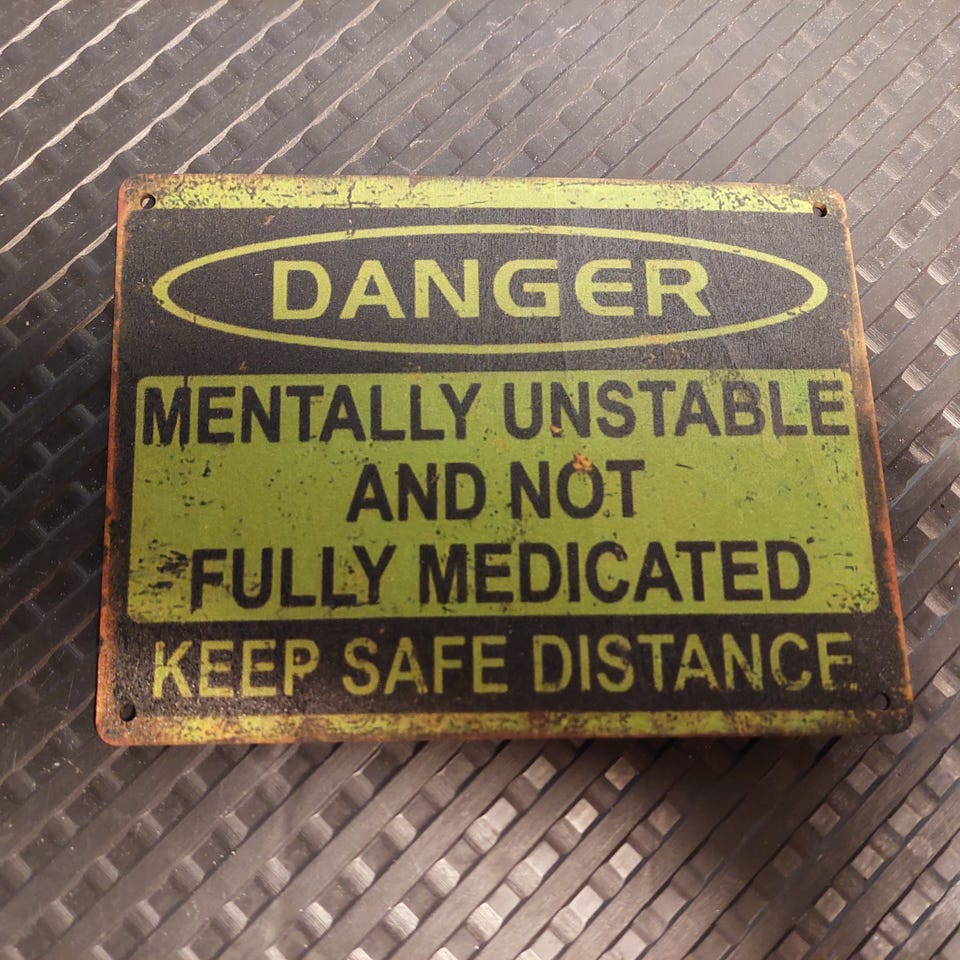 DANGER
MENTALLY UNSTABLE
AND NOT
FULLY MEDICATED
KEEP SAFE DISTANCE